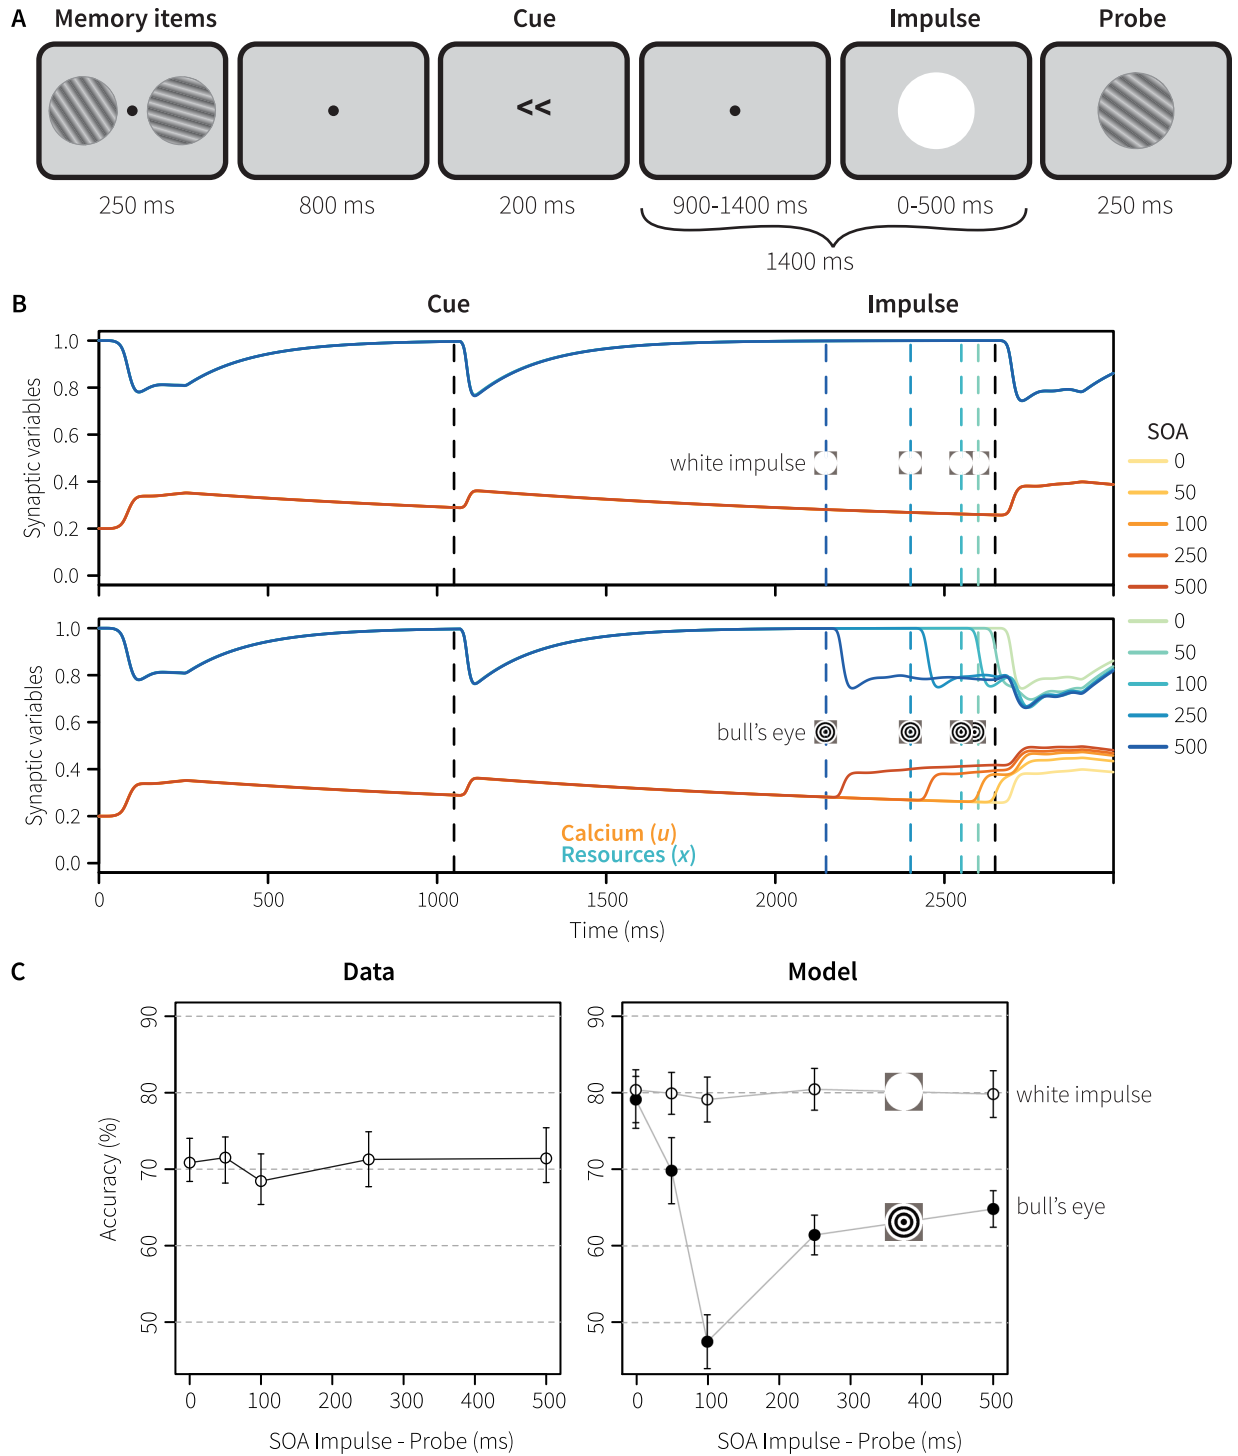 A
Memory items
Cue
Impulse
Probe
<<
250 ms
800 ms
200 ms
900-1400 ms
0-500 ms
250 ms
1400 ms
B
Cue
Impulse
Synaptic variables
1.0
0.8
0.6
0.4
0.2
0.0
white impulse
SOA
0
50
100
250
500
0
50
100
250
500
Synaptic variables
1.0
0.8
0.6
0.4
0.2
0.0
bull's eye
Calcium (u)
Resources (x)
0
500
1000
1500
2000
2500
Time (ms)
C
Data
Model
Accuracy (%)
90
80
70
60
50
0 100 200 300 400 500
SOA Impulse - Probe (ms)
90
80
70
60
50
white impulse
bull's eye
0 100 200 300 400 500
SOA Impulse - Probe (ms)